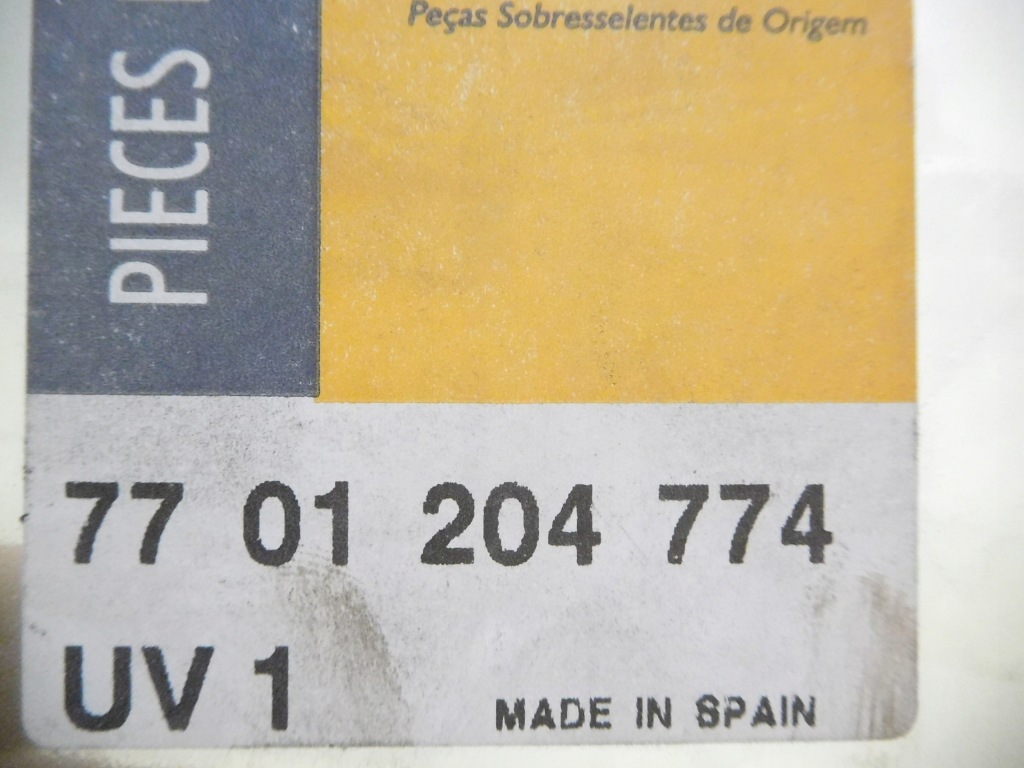 Peças Sobresselentes de Origem
PIECES
77 01 204 774
UV 1
MADE IN SPAIN